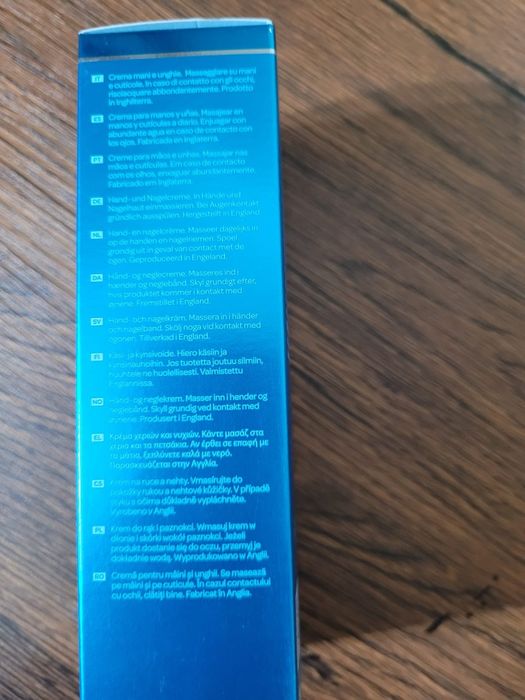 IT Crema mani e unghie. Massaggiare su mani
e cuticole. In caso di contatto con gli occhi,
risciacquare abbondantemente. Prodotto
in Inghilterra.
ES Crema para manos y uñas. Masajear en
manos y cutículas a diario. Enjuagar con
abundante agua en caso de contacto con
los ojos. Fabricada en Inglaterra.
PT Creme para mãos e unhas. Massajar nas
mãos e cutículas. Em caso de contacto
com os olhos, enxaguar abundantemente.
Fabricado em Inglaterra.
DE Hand- und Nagelcreme. In Hände und
Nagelhaut einmassieren. Bei Augenkontakt
gründlich ausspülen. Hergestellt in England.
NL Hand- en nagelcrème. Masseer dagelijks in
op de handen en nagelriemen. Spoel
grondig uit in geval van contact met de
ogen. Geproduceerd in Engeland.
DA Hånd- og neglecreme. Masseres ind i
hænder og neglebånd. Skyl grundigt efter,
hvis produktet kommer i kontakt med
øjnene. Fremstillet i England.
SV Hand- och nagelkräm. Massera in i händer
och nagelband. Skölj noga vid kontakt med
ögonen. Tillverkad i England.
FI Käsi- ja kynsivoide. Hiero käsiin ja
kynsinauhoihin. Jos tuotetta joutuu silmiin,
huuhtele ne huolellisesti. Valmistettu
Englannissa.
NO Hånd- og neglekrem. Masser inn i hender og
neglebånd. Skyll grundig ved kontakt med
øynene. Produsert i England.
EL Κρέμα χεριών και νυχιών. Κάντε μασάζ στα
χέρια και τα πετσάκια. Αν έρθει σε επαφή με
τα μάτια, ξεπλύνετε καλά με νερό.
Παρασκευάζεται στην Αγγλία.
CS Krém na ruce a nehty. Vmasírujte do
pokožky rukou a nehtové kůžičky. V případě
styku s očima důkladně vypláchněte.
Vyrobeno v Anglii.
PL Krem do rąk i paznokci. Wmasuj krem w
dłonie i skórki wokół paznokci. Jeżeli
produkt dostanie się do oczu, przemyj je
dokładnie wodą. Wyprodukowano w Anglii.
RO Cremă pentru mâini și unghii. Se masează
pe mâini și pe cuticule. În cazul contactului
cu ochii, clătiți bine. Fabricat în Anglia.